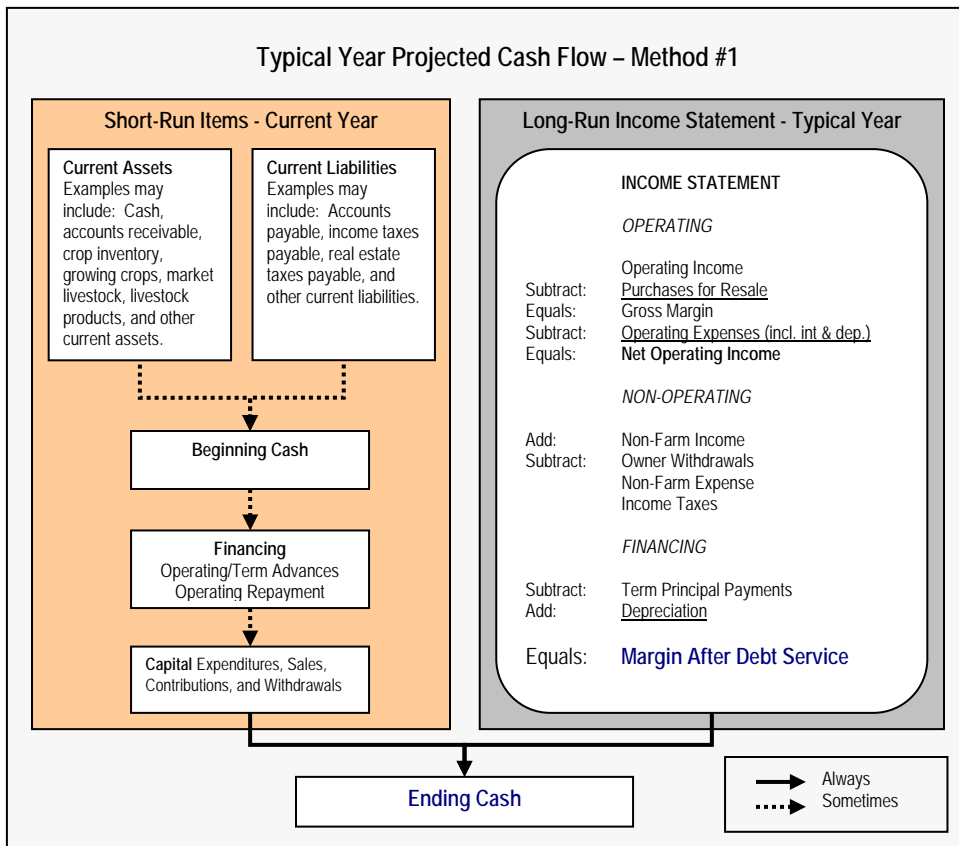 Typical Year Projected Cash Flow – Method #1
Short-Run Items - Current Year
Current Assets
Examples may
include: Cash,
accounts receivable,
crop inventory,
growing crops, market
livestock, livestock
products, and other
current assets.
Current Liabilities
Examples may
include: Accounts
payable, income taxes
payable, real estate
taxes payable, and
other current liabilities.
Beginning Cash
Financing
Operating/Term Advances
Operating Repayment
Capital Expenditures, Sales,
Contributions, and Withdrawals
Long-Run Income Statement - Typical Year
INCOME STATEMENT
OPERATING
Operating Income
Subtract: Purchases for Resale
Equals: Gross Margin
Subtract: Operating Expenses (incl. int & dep.)
Equals: Net Operating Income
NON-OPERATING
Add: Non-Farm Income
Subtract: Owner Withdrawals
Non-Farm Expense
Income Taxes
FINANCING
Subtract: Term Principal Payments
Add: Depreciation
Equals: Margin After Debt Service
Ending Cash
Always
Sometimes